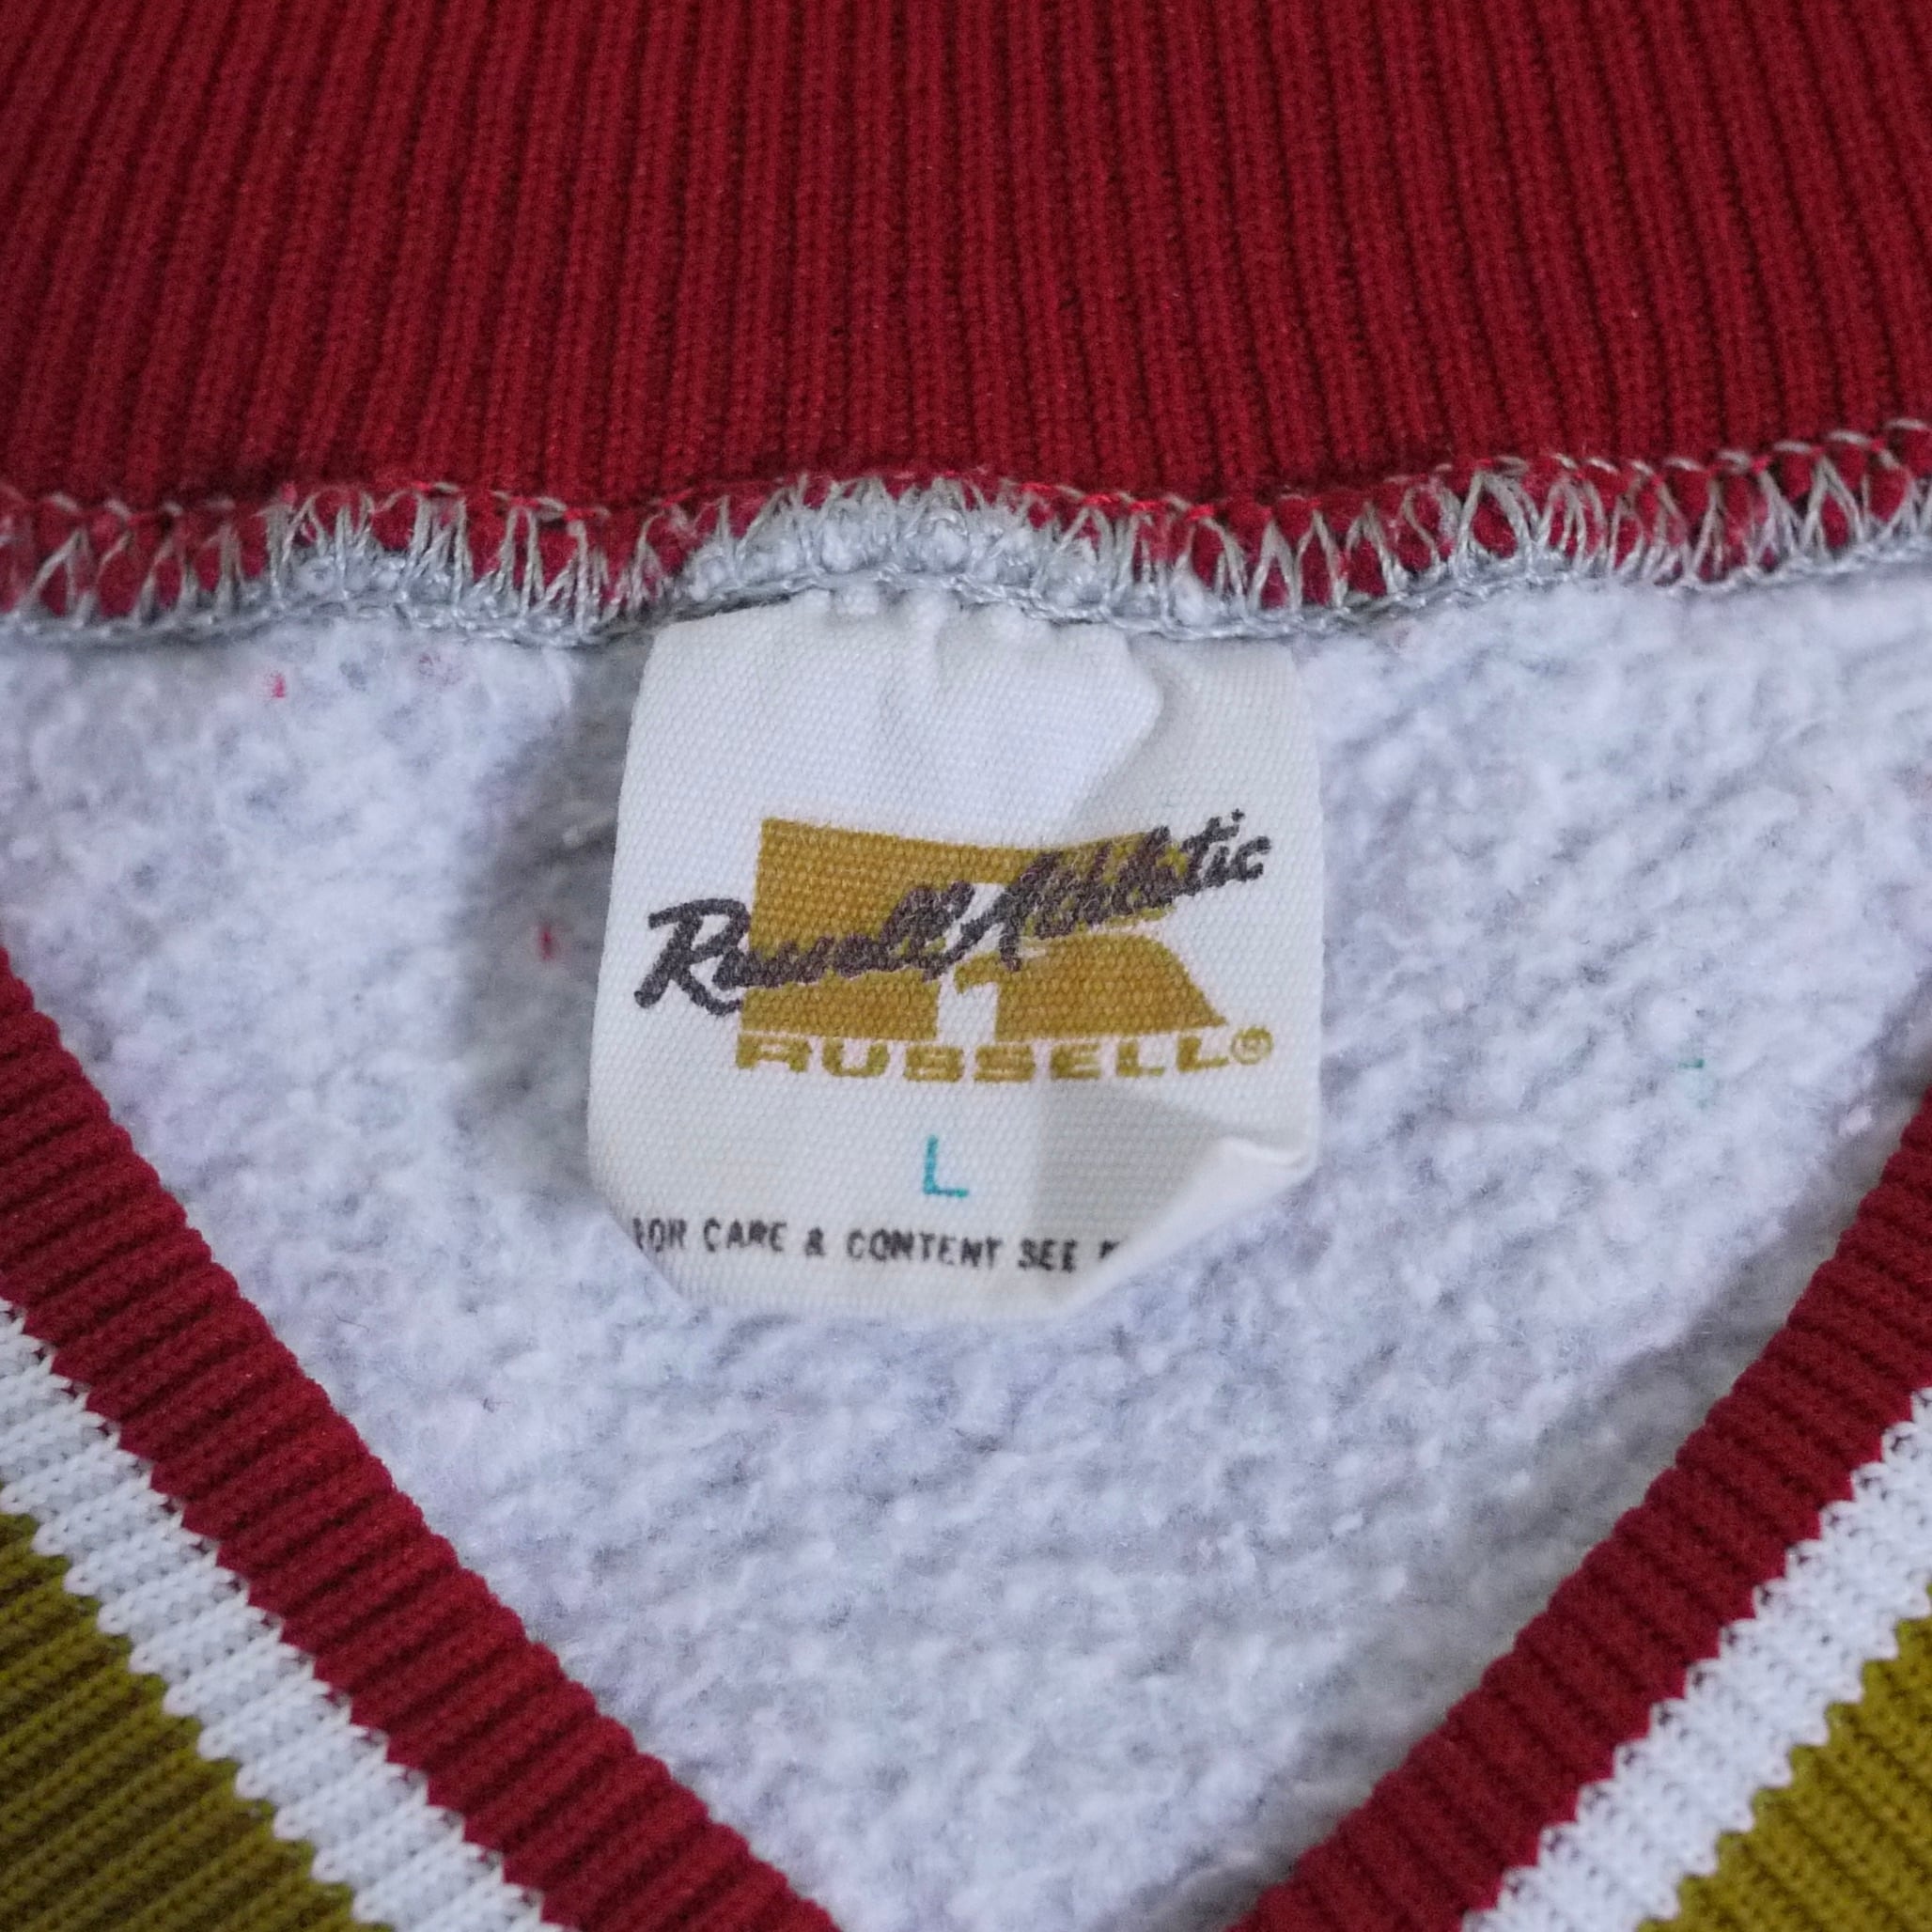 Russell Athletic
RUSSELL®
L
FOR CARE & CONTENT SEE